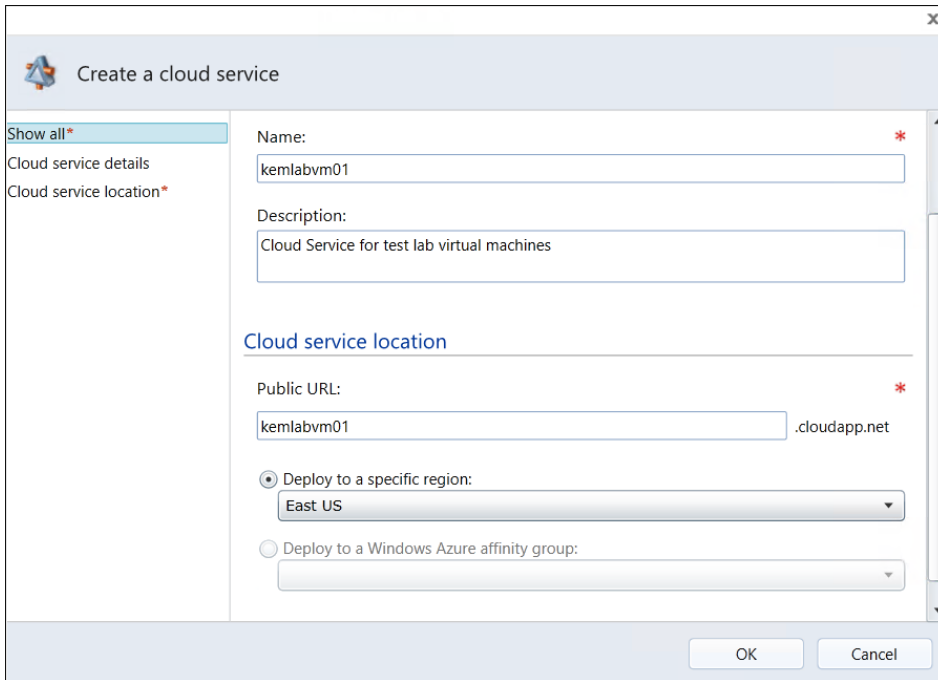 Create a cloud service
Show all*
Cloud service details
Cloud service location*
Name: *
kemlabvm01
Description:
Cloud Service for test lab virtual machines
Cloud service location
Public URL: *
kemlabvm01 .cloudapp.net
Deploy to a specific region:
East US
Deploy to a Windows Azure affinity group:
OK Cancel